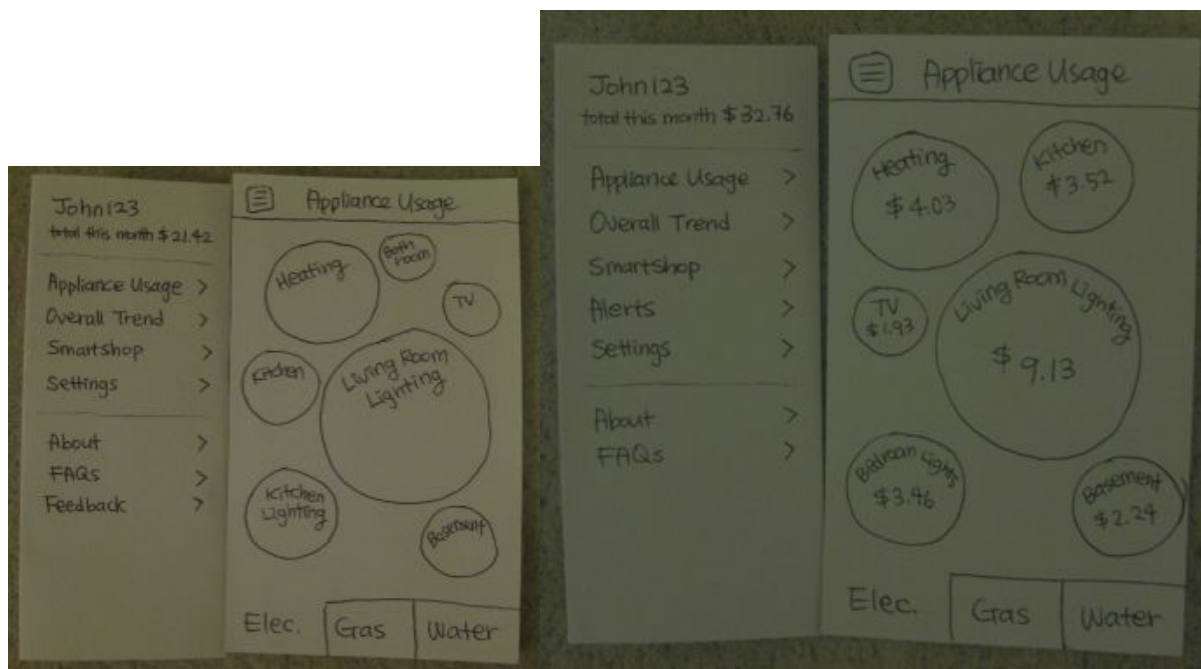 John123
total this month $21.42
Appliance Usage >
Overall Trend >
Smartshop >
Settings >
About >
FAQs >
Feedback >
Appliance Usage
Heating
Bath
room
TV
Kitchen
Living Room
Lighting
Kitchen
Lighting
Basement
Elec.
Gas
Water
John123
total this month $32.76
Appliance Usage >
Overall Trend >
Smartshop >
Alerts >
Settings >
About >
FAQs >
Appliance Usage
Heating
$4.03
Kitchen
$3.52
TV
$1.93
Living Room Lighting
$9.13
Bedroom Lights
$3.46
Basement
$2.24
Elec.
Gas
Water